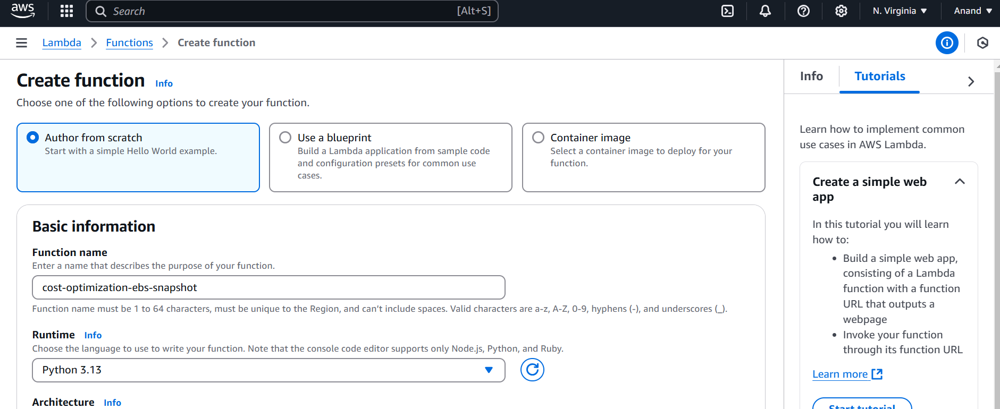 aws
Search
[Alt+S]
N. Virginia
Anand
Lambda
Functions
Create function
Create function Info
Choose one of the following options to create your function.
Author from scratch
Start with a simple Hello World example.
Use a blueprint
Build a Lambda application from sample code
and configuration presets for common use
cases.
Container image
Select a container image to deploy for your
function.
Basic information
Function name
Enter a name that describes the purpose of your function.
cost-optimization-ebs-snapshot
Function name must be 1 to 64 characters, must be unique to the Region, and can't include spaces. Valid characters are a-z, A-Z, 0-9, hyphens (-), and underscores (_).
Runtime Info
Choose the language to use to write your function. Note that the console code editor supports only Node.js, Python, and Ruby.
Python 3.13
Architecture Info
Info
Tutorials
Learn how to implement common
use cases in AWS Lambda.
Create a simple web
app
In this tutorial you will learn
how to:
• Build a simple web app,
consisting of a Lambda
function with a function
URL that outputs a
webpage
• Invoke your function
through its function URL
Learn more
Start tutorial